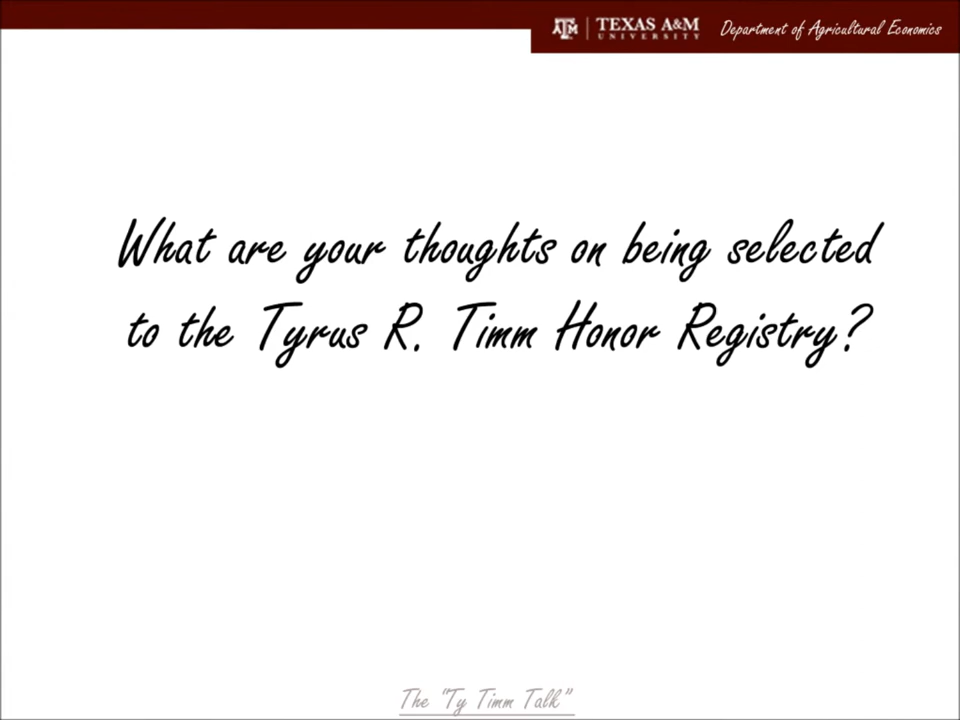 TEXAS A&M
UNIVERSITY
Department of Agricultural Economics
What are your thoughts on being selected
to the Tyrus R. Timm Honor Registry?
The "Ty Timm Talk"